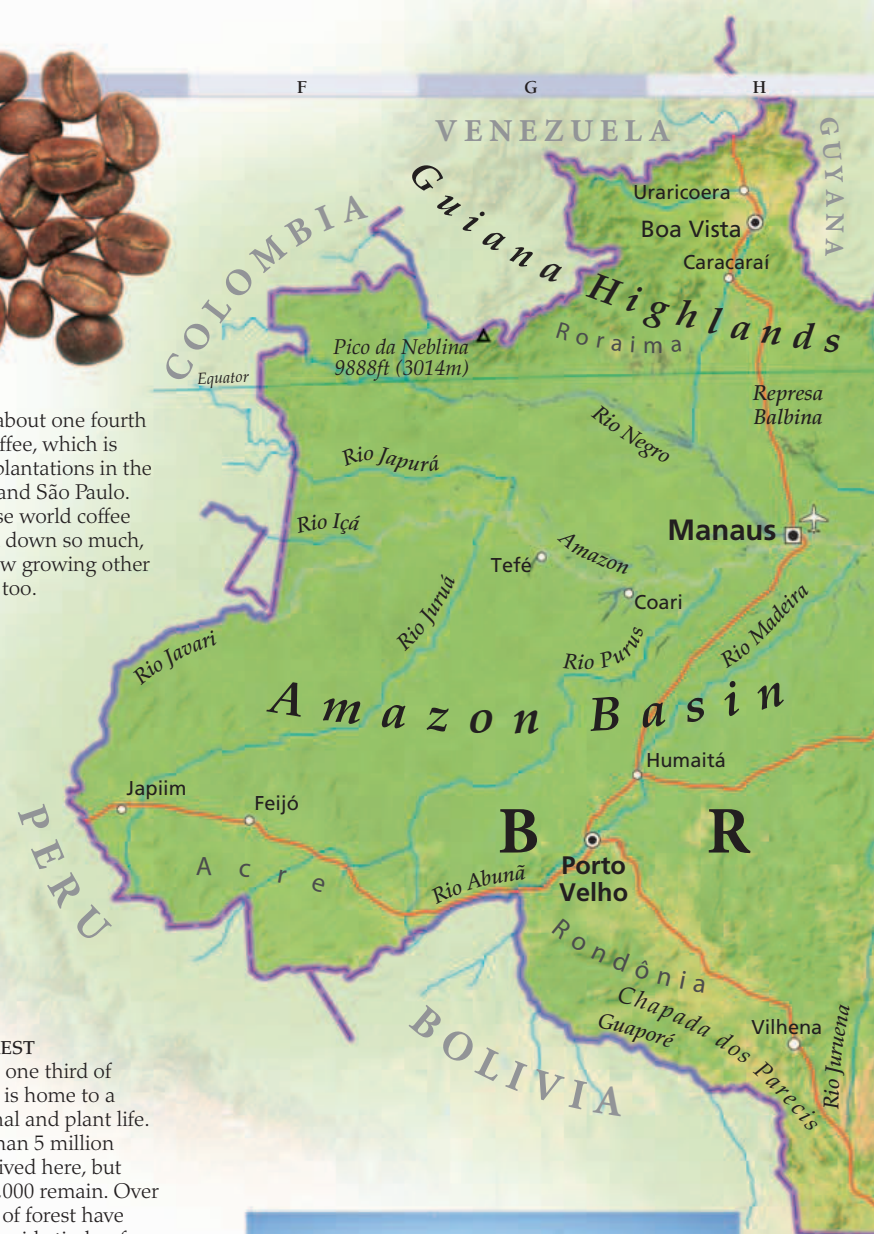 F G H
VENEZUELA
GUYANA
COLOMBIA
Guiana Highlands
Uraricoera
Boa Vista
Caracaraí
Roraima
Pico da Neblina
9888ft (3014m)
Equator
Represa
Balbina
Rio Negro
Rio Japurá
Rio Içá
Manaus
Tefé
Amazon
Coari
Rio Juruá
Rio Purus
Rio Madeira
Rio Javari
Amazon Basin
Humaitá
Japiim
Feijó
B R
PERU
Acre
Porto
Velho
Rio Abunã
Rondônia
Chapada dos Parecis
Guaporé
Vilhena
Rio Juruena
BOLIVIA
about one fourth
ffee, which is
plantations in the
and São Paulo.
se world coffee
down so much,
w growing other
too.
EST
one third of
is home to a
nal and plant life.
han 5 million
ived here, but
,000 remain. Over
of forest have